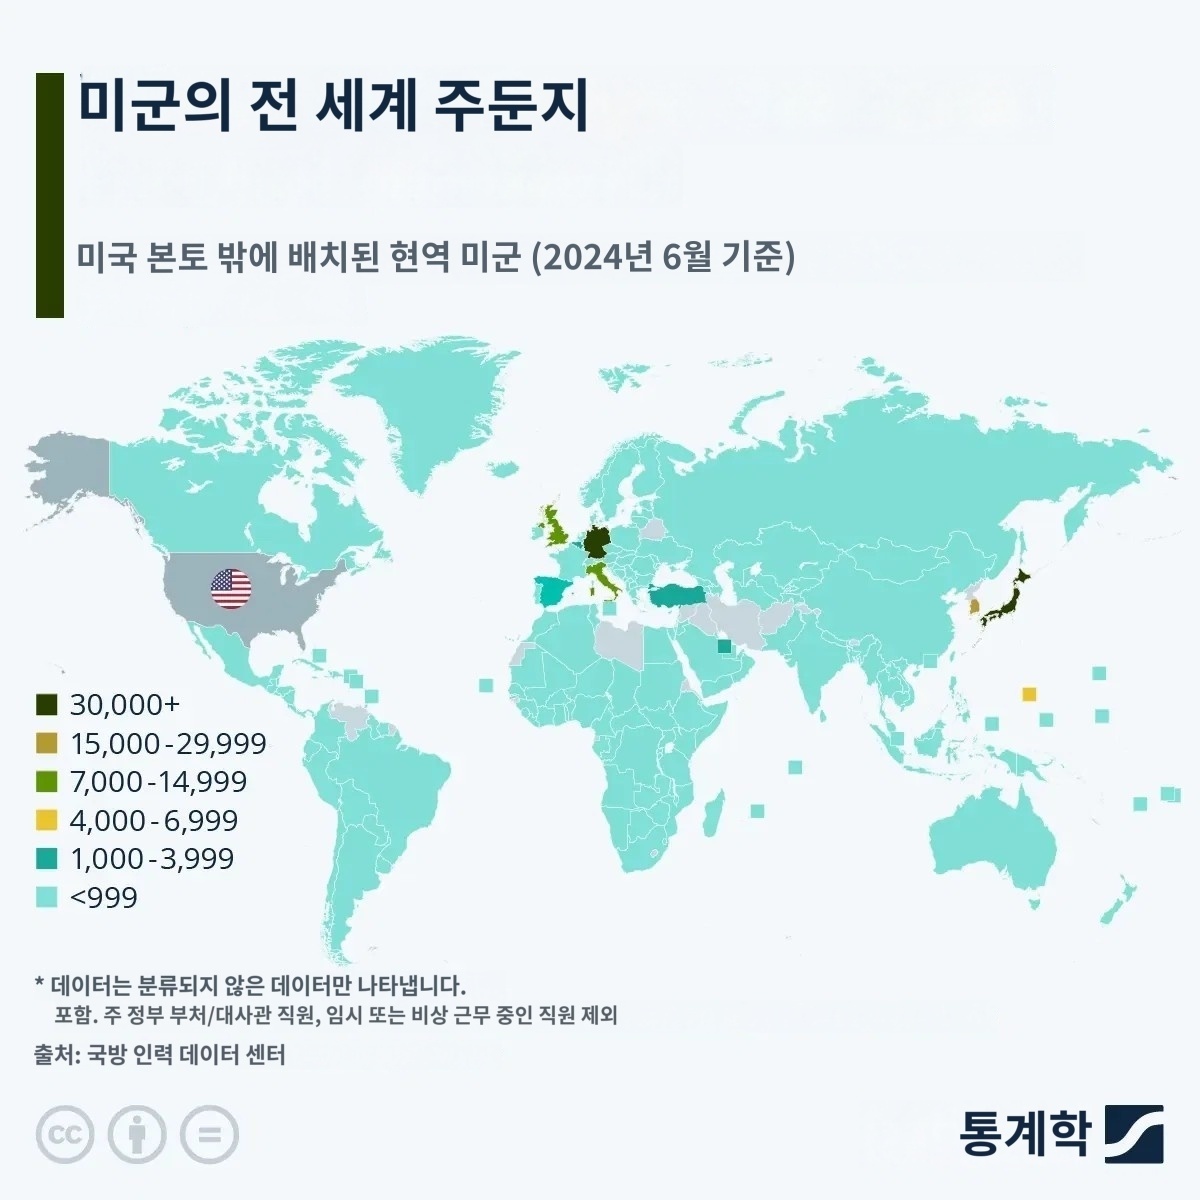 미군의 전 세계 주둔지
미국 본토 밖에 배치된 현역 미군 (2024년 6월 기준)
30,000+
15,000-29,999
7,000-14,999
4,000-6,999
1,000-3,999
<999
* 데이터는 분류되지 않은 데이터만 나타냅니다.
포함. 주 정부 부처/대사관 직원, 임시 또는 비상 근무 중인 직원 제외
출처: 국방 인력 데이터 센터
cc
통계학